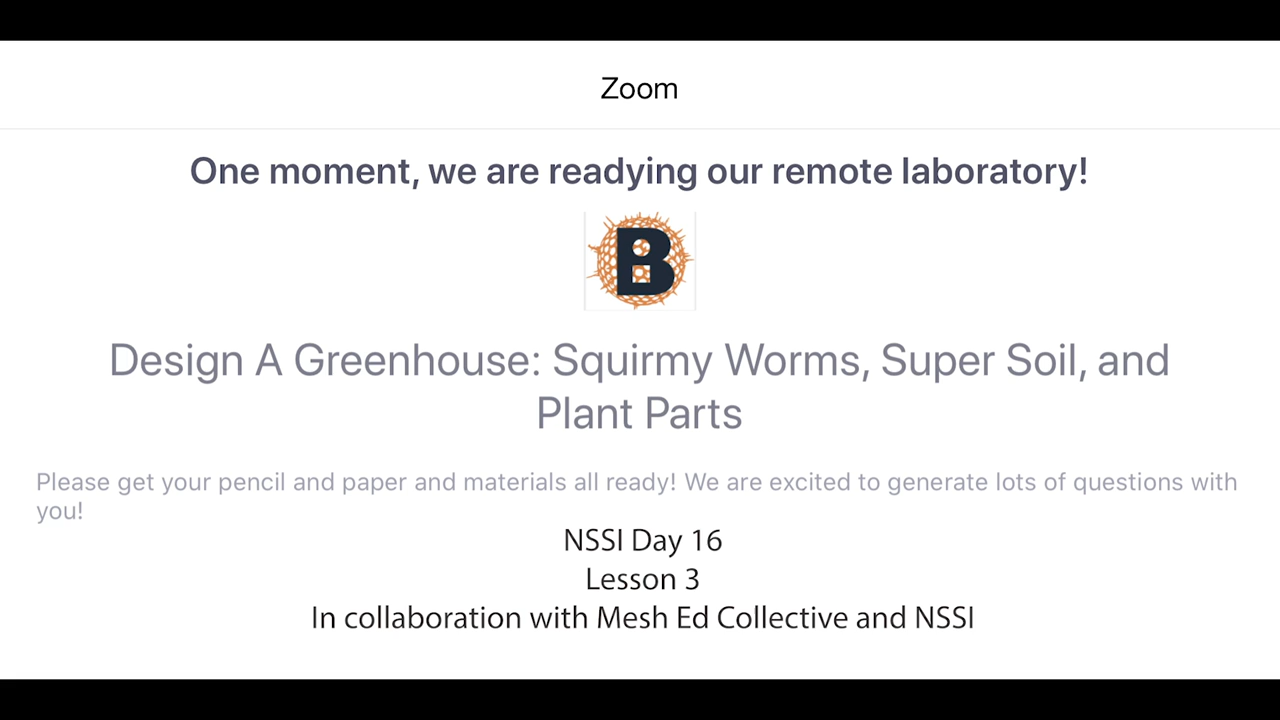 Zoom
One moment, we are readying our remote laboratory!
B
Design A Greenhouse: Squirmy Worms, Super Soil, and
Plant Parts
Please get your pencil and paper and materials all ready! We are excited to generate lots of questions with
you!
NSSI Day 16
Lesson 3
In collaboration with Mesh Ed Collective and NSSI